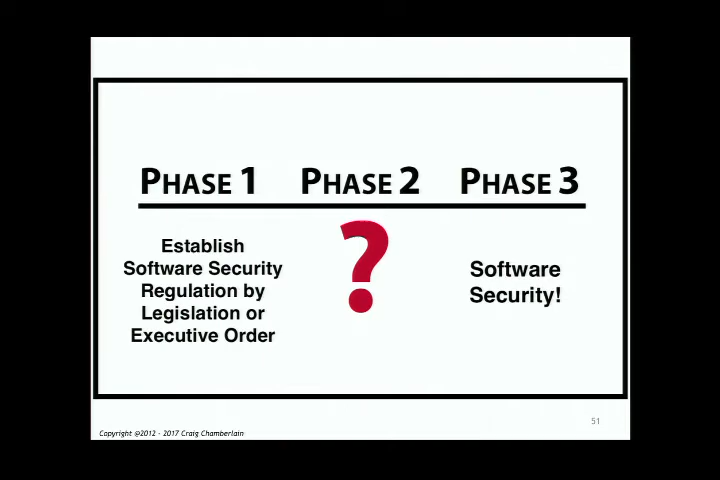 PHASE 1 PHASE 2 PHASE 3
Establish
Software Security
Regulation by
Legislation or
Executive Order
?
Software
Security!
51
Copyright @2012 - 2017 Craig Chamberlain